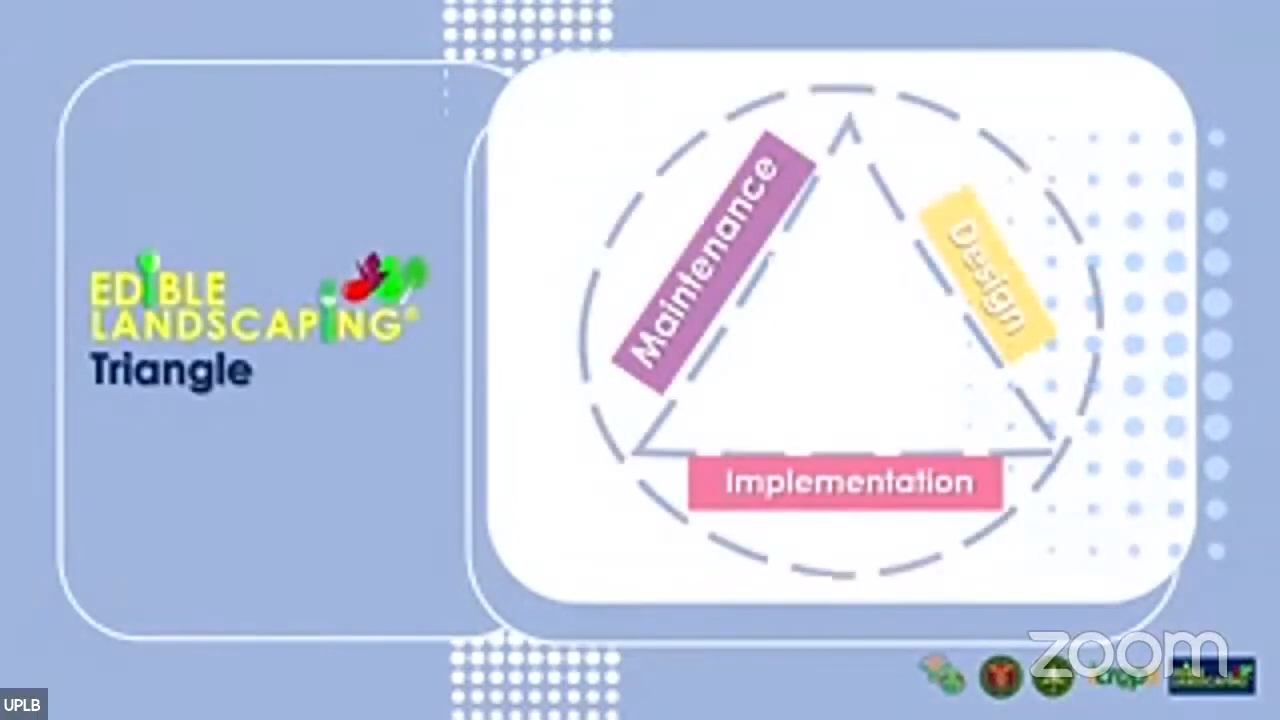 EDIBLE
LANDSCAPING®
Triangle
Maintenance
Design
Implementation
zoom
UPLB